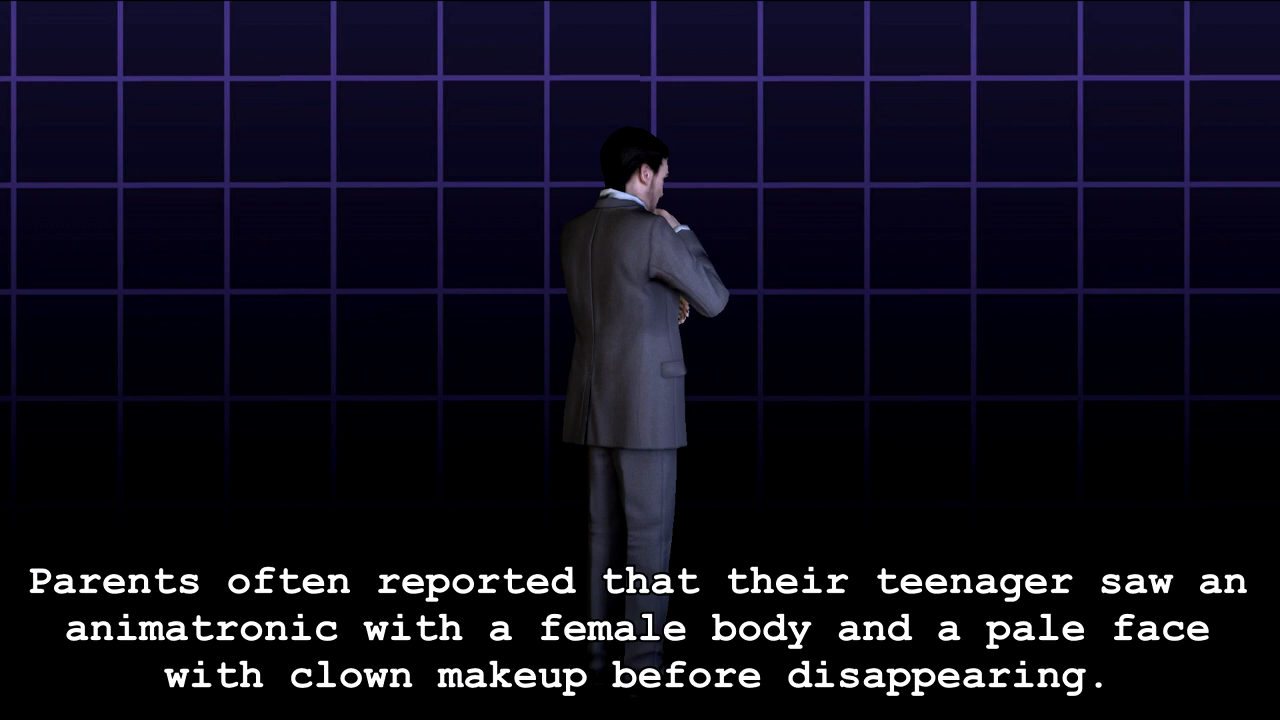 Parents often reported that their teenager saw an
animatronic with a female body and a pale face
with clown makeup before disappearing.